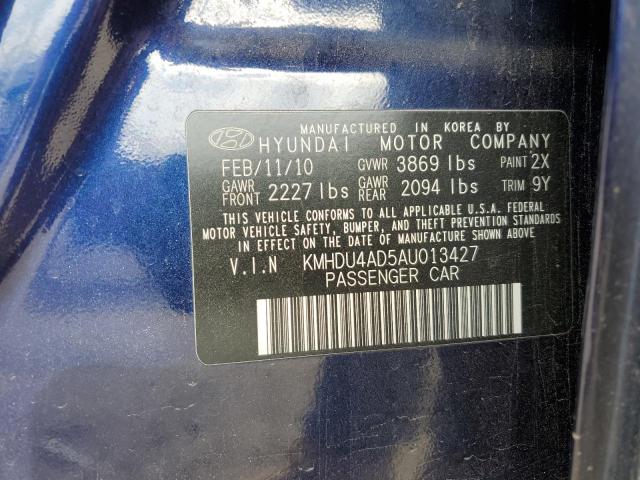 MANUFACTURED IN KOREA BY
HYUNDAI MOTOR COMPANY
FEB/11/10 GVWR 3869 lbs PAINT 2X
GAWR FRONT 2227 lbs GAWR REAR 2094 lbs TRIM 9Y
THIS VEHICLE CONFORMS TO ALL APPLICABLE U.S.A. FEDERAL
MOTOR VEHICLE SAFETY, BUMPER, AND THEFT PREVENTION STANDARDS
IN EFFECT ON THE DATE OF MANUFACTURE SHOWN ABOVE.
V.I.N KMHDU4AD5AU013427
PASSENGER CAR